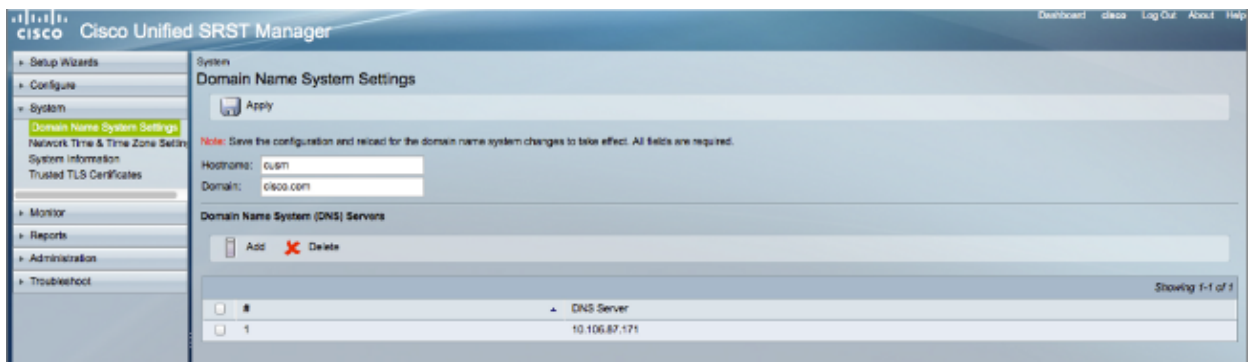 Dashboard cisco Log Out About Help
CISCO Cisco Unified SRST Manager
Setup Wizards
Configure
System
Domain Name System Settings
Network Time & Time Zone Settin
System Information
Trusted TLS Certificates
Monitor
Reports
Administration
Troubleshoot
System
Domain Name System Settings
Apply
Note: Save the configuration and reload for the domain name system changes to take effect. All fields are required.
Hostname: cusm
Domain: cisco.com
Domain Name System (DNS) Servers
Add Delete
Showing 1-1 of 1
# DNS Server
1 10.106.87.171